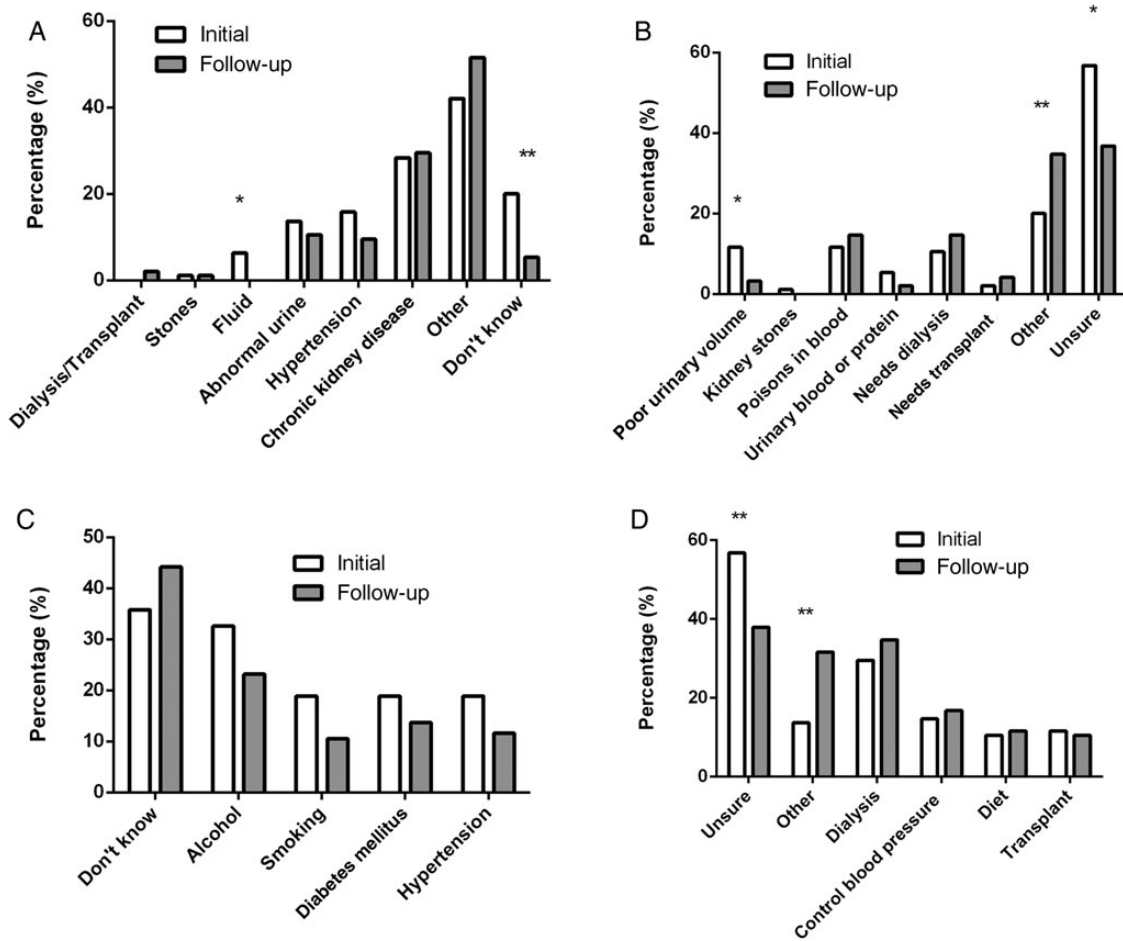 A
Initial
Follow-up
Percentage (%)
60
40
20
0
*
**
Dialysis/Transplant
Stones
Fluid
Abnormal urine
Hypertension
Chronic kidney disease
Other
Don't know
B
Initial
Follow-up
Percentage (%)
60
40
20
0
*
**
*
Poor urinary volume
Kidney stones
Poisons in blood
Urinary blood or protein
Needs dialysis
Needs transplant
Other
Unsure
C
Initial
Follow-up
Percentage (%)
50
40
30
20
10
0
Don't know
Alcohol
Smoking
Diabetes mellitus
Hypertension
D
Initial
Follow-up
Percentage (%)
60
40
20
0
**
**
Unsure
Other
Dialysis
Control blood pressure
Diet
Transplant